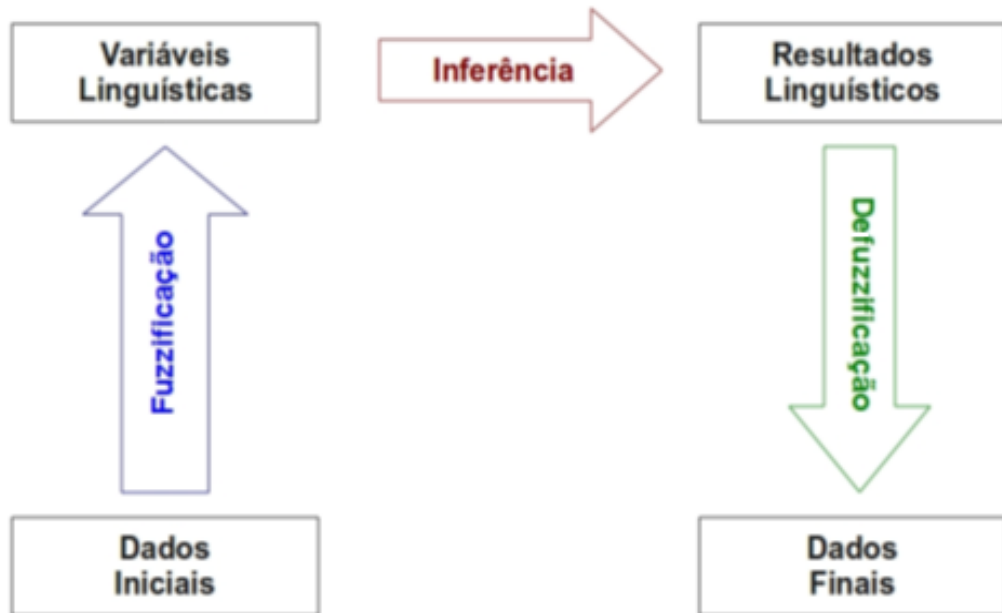 Variáveis
Linguísticas
Inferência
Resultados
Linguísticos
Fuzzificação
Defuzzificação
Dados
Iniciais
Dados
Finais